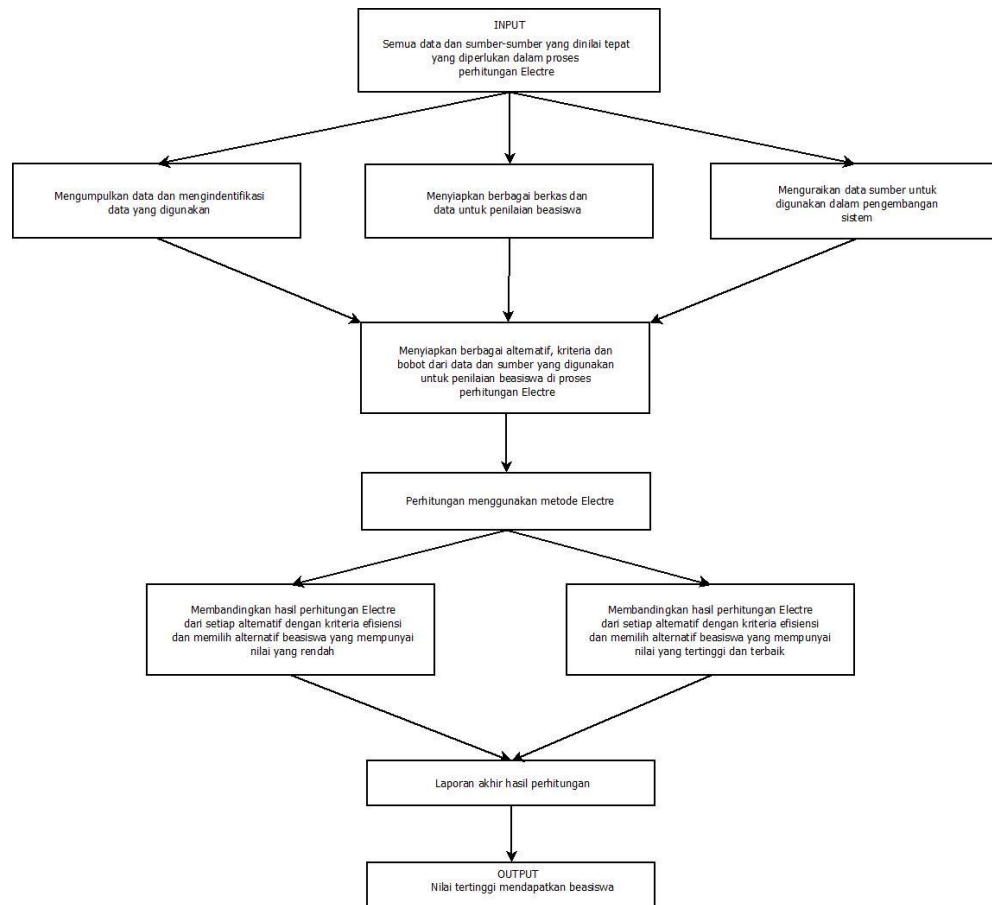 INPUT
Semua data dan sumber-sumber yang dinilai tepat
yang diperlukan dalam proses
perhitungan Electre
Mengumpulkan data dan mengindentifikasi
data yang digunakan
Menyiapkan berbagai berkas dan
data untuk penilaian beasiswa
Menguraikan data sumber untuk
digunakan dalam pengembangan
sistem
Menyiapkan berbagai alternatif, kriteria dan
bobot dari data dan sumber yang digunakan
untuk penilaian beasiswa di proses
perhitungan Electre
Perhitungan menggunakan metode Electre
Membandingkan hasil perhitungan Electre
dari setiap alternatif dengan kriteria efisiensi
dan memilih alternatif beasiswa yang mempunyai
nilai yang rendah
Membandingkan hasil perhitungan Electre
dari setiap alternatif dengan kriteria efisiensi
dan memilih alternatif beasiswa yang mempunyai
nilai yang tertinggi dan terbaik
Laporan akhir hasil perhitungan
OUTPUT
Nilai tertinggi mendapatkan beasiswa